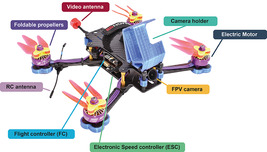 Video antenna
Camera holder
Foldable propellers
Electric Motor
RC antenna
FPV camera
Flight controller (FC)
Electronic Speed controller (ESC)